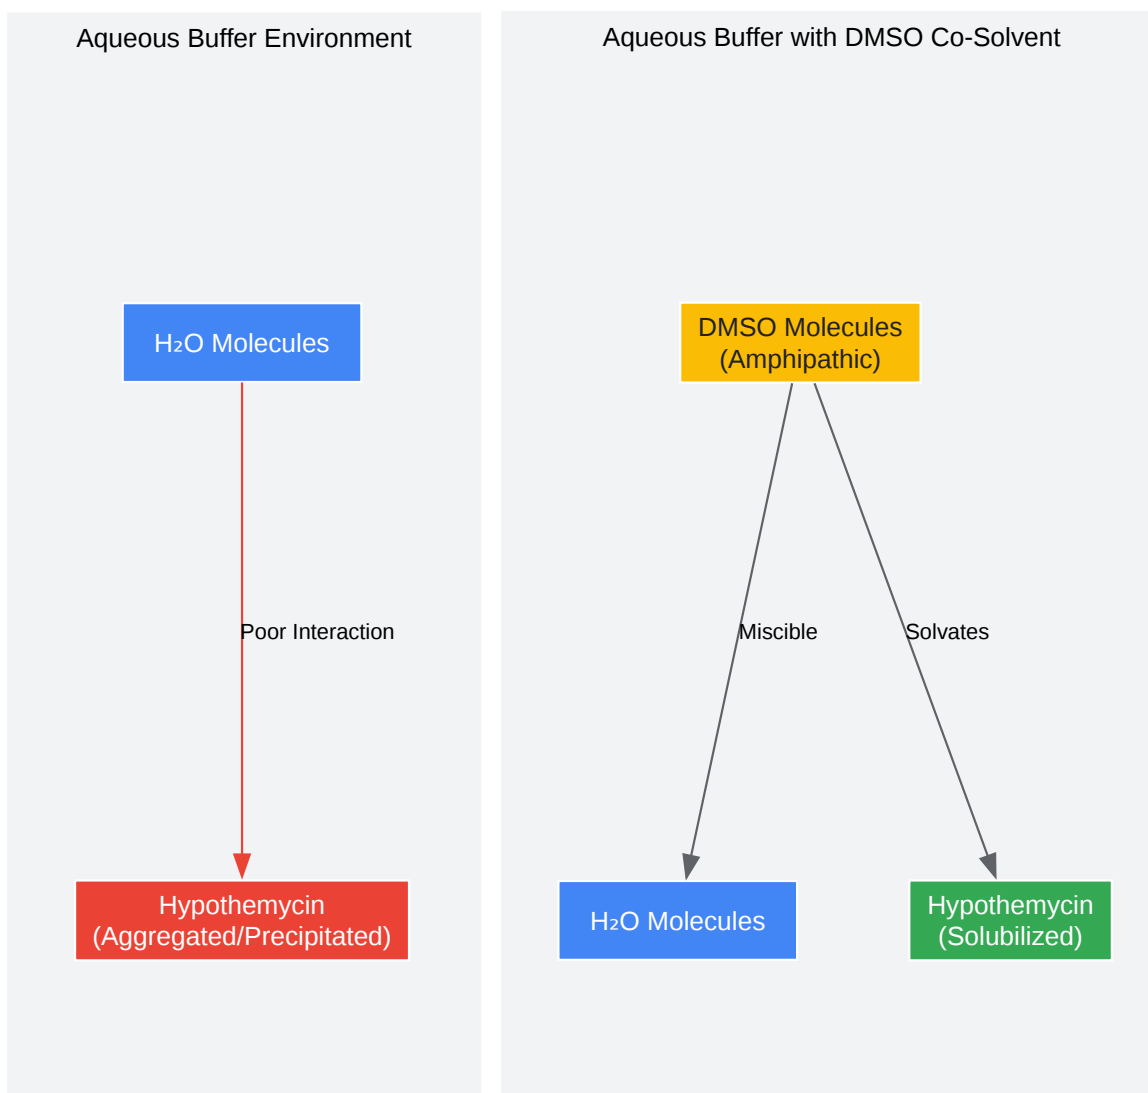 Aqueous Buffer Environment
H₂O Molecules
Poor Interaction
Hypothemycin
(Aggregated/Precipitated)
Aqueous Buffer with DMSO Co-Solvent
DMSO Molecules
(Amphipathic)
Miscible
Solvates
H₂O Molecules
Hypothemycin
(Solubilized)